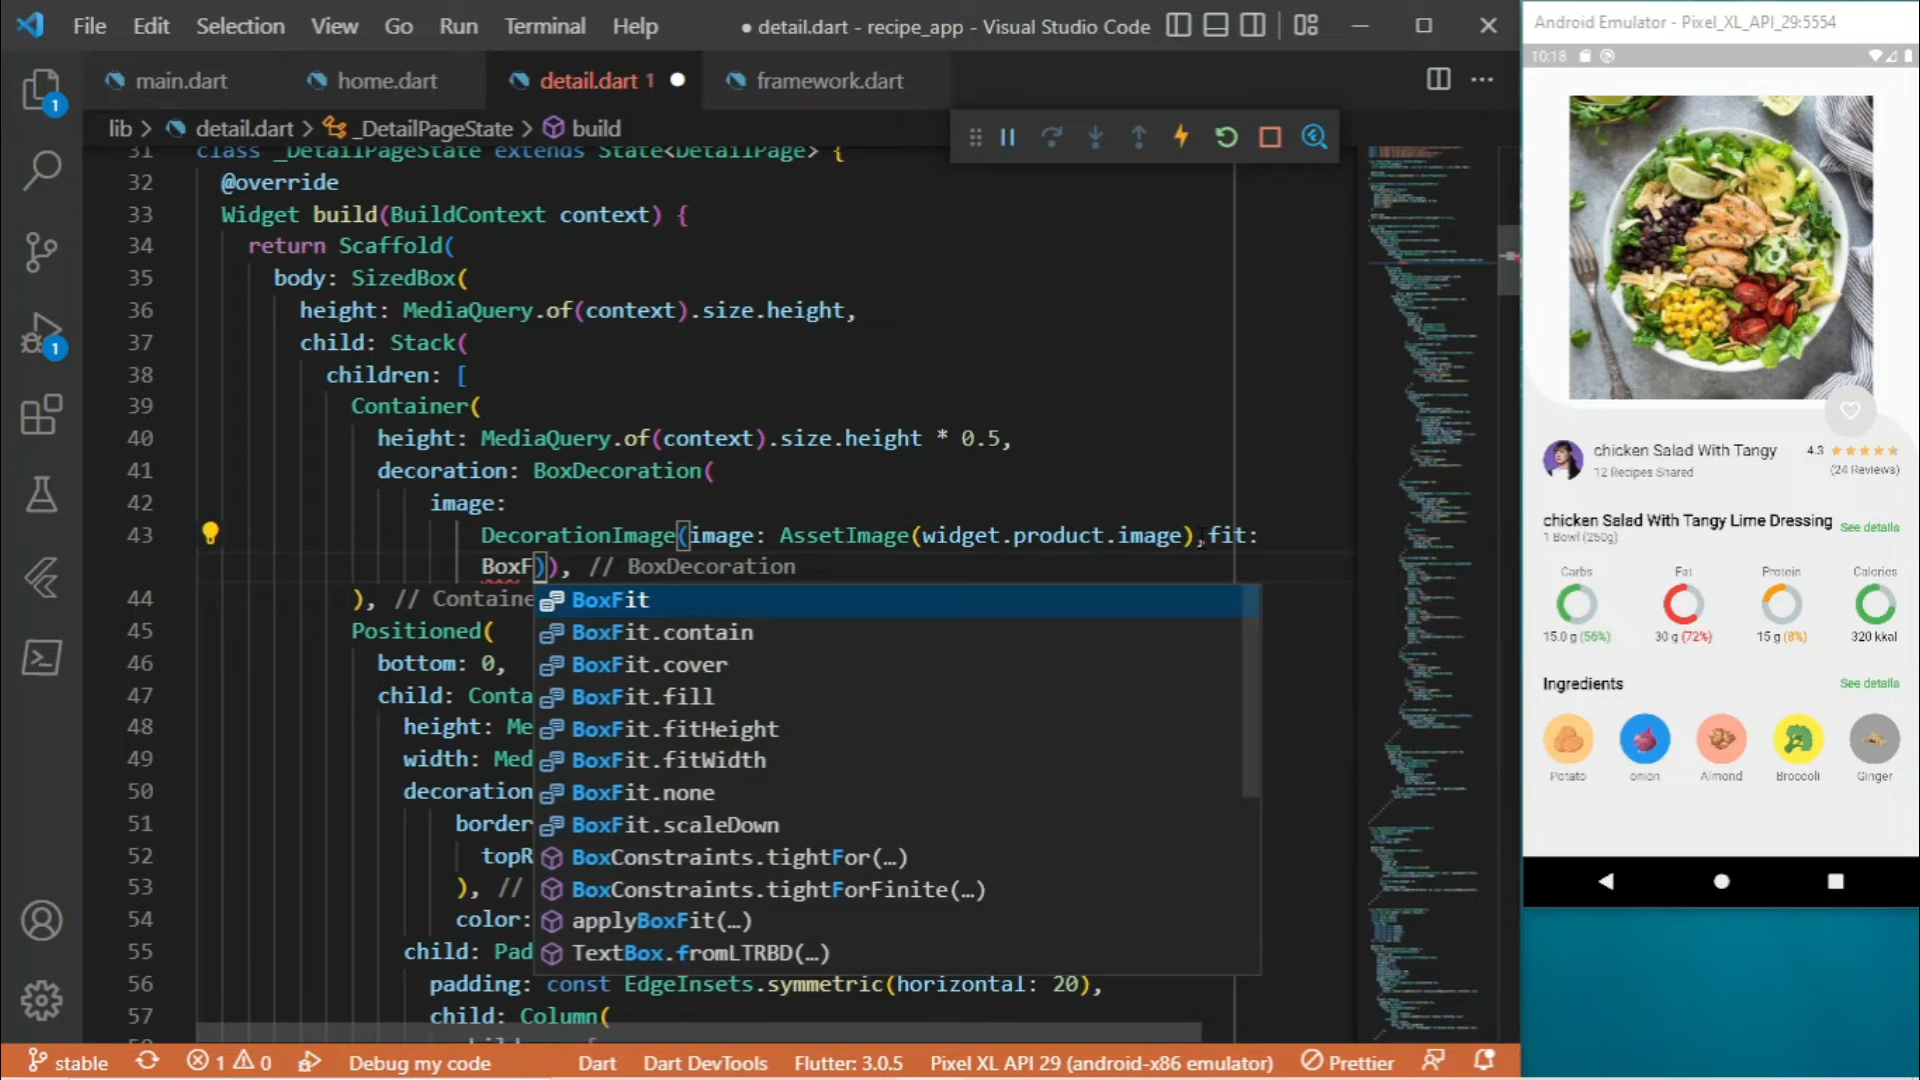 File Edit Selection View Go Run Terminal Help
● detail.dart - recipe_app - Visual Studio Code
main.dart
home.dart
detail.dart 1
framework.dart
lib > detail.dart > _DetailPageState > build
31 class _DetailPageState extends State<DetailPage> {
32 @override
33 Widget build(BuildContext context) {
34 return Scaffold(
35 body: SizedBox(
36 height: MediaQuery.of(context).size.height,
37 child: Stack(
38 children: [
39 Container(
40 height: MediaQuery.of(context).size.height * 0.5,
41 decoration: BoxDecoration(
42 image:
43 DecorationImage(image: AssetImage(widget.product.image),fit:
BoxF)), // BoxDecoration
44 ), // Containe
45 Positioned(
46 bottom: 0,
47 child: Conta
48 height: Me
49 width: Med
50 decoration
51 border
52 topR
53 ), //
54 color:
55 child: Pad
56 padding: const EdgeInsets.symmetric(horizontal: 20),
57 child: Column(
BoxFit
BoxFit.contain
BoxFit.cover
BoxFit.fill
BoxFit.fitHeight
BoxFit.fitWidth
BoxFit.none
BoxFit.scaleDown
BoxConstraints.tightFor(…)
BoxConstraints.tightForFinite(…)
applyBoxFit(…)
TextBox.fromLTRBD(…)
1
1
stable 1 0 Debug my code Dart Dart DevTools Flutter: 3.0.5 Pixel XL API 29 (android-x86 emulator) Prettier
Android Emulator - Pixel_XL_API_29:5554
10:18
chicken Salad With Tangy 4.3
12 Recipes Shared (24 Reviews)
chicken Salad With Tangy Lime Dressing See details
1 Bowl (250g)
Carbs Fat Protein Calories
15.0 g (56%) 30 g (72%) 15 g (8%) 320 kkal
Ingredients See details
Potato onion Almond Broccoli Ginger